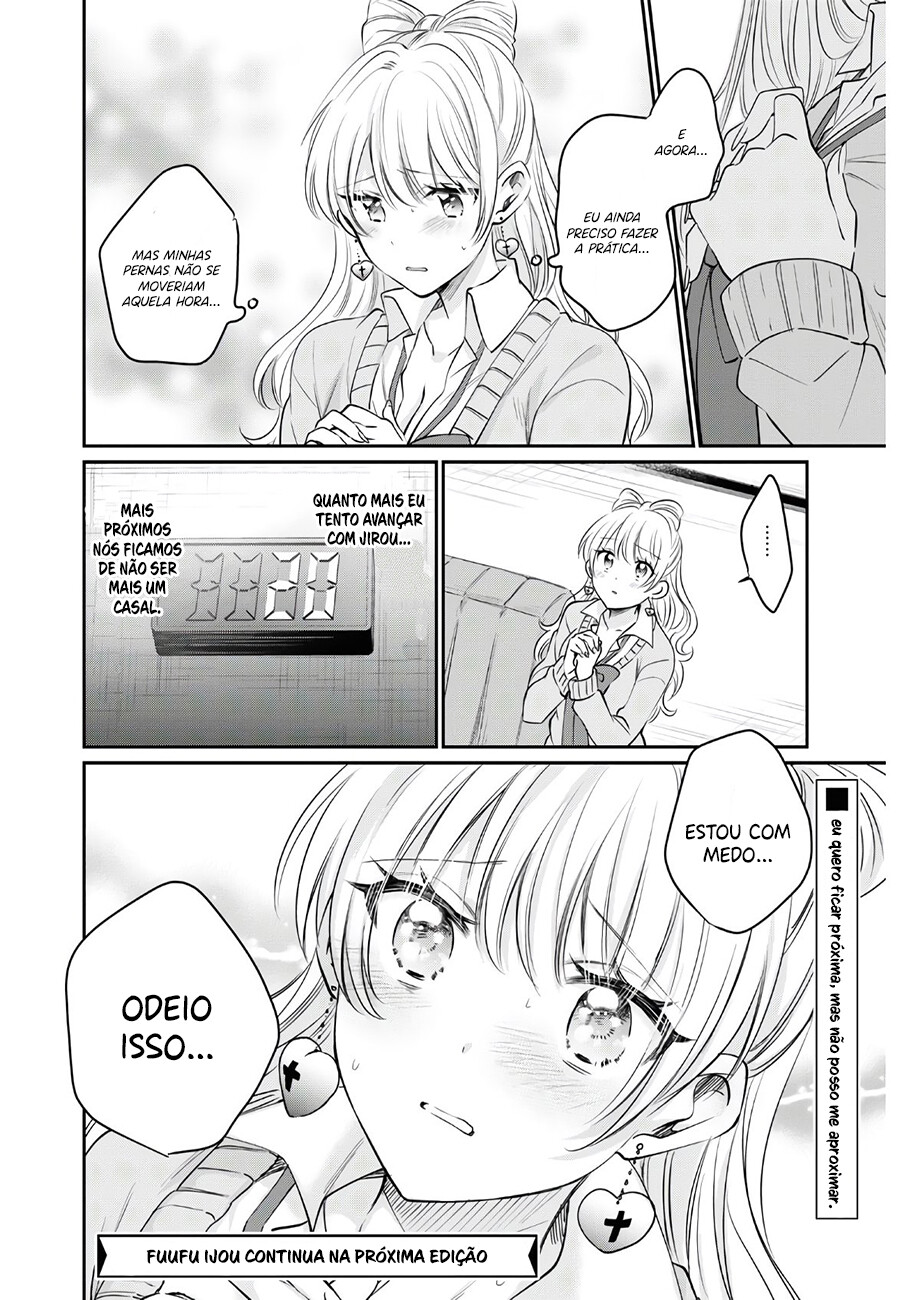 E
AGORA...
EU AINDA
PRECISO FAZER
A PRÁTICA...
MAS MINHAS
PERNAS NÃO SE
MOVERIAM
AQUELA HORA...
......
QUANTO MAIS EU
TENTO AVANÇAR
COM JIROU...
MAIS
PRÓXIMOS
NÓS FICAMOS
DE NÃO SER
MAIS UM
CASAL.
ESTOU COM
MEDO...
ODEIO
ISSO...
eu quero ficar próxima, mas não posso me aproximar.
FUUFU IJOU CONTINUA NA PRÓXIMA EDIÇÃO